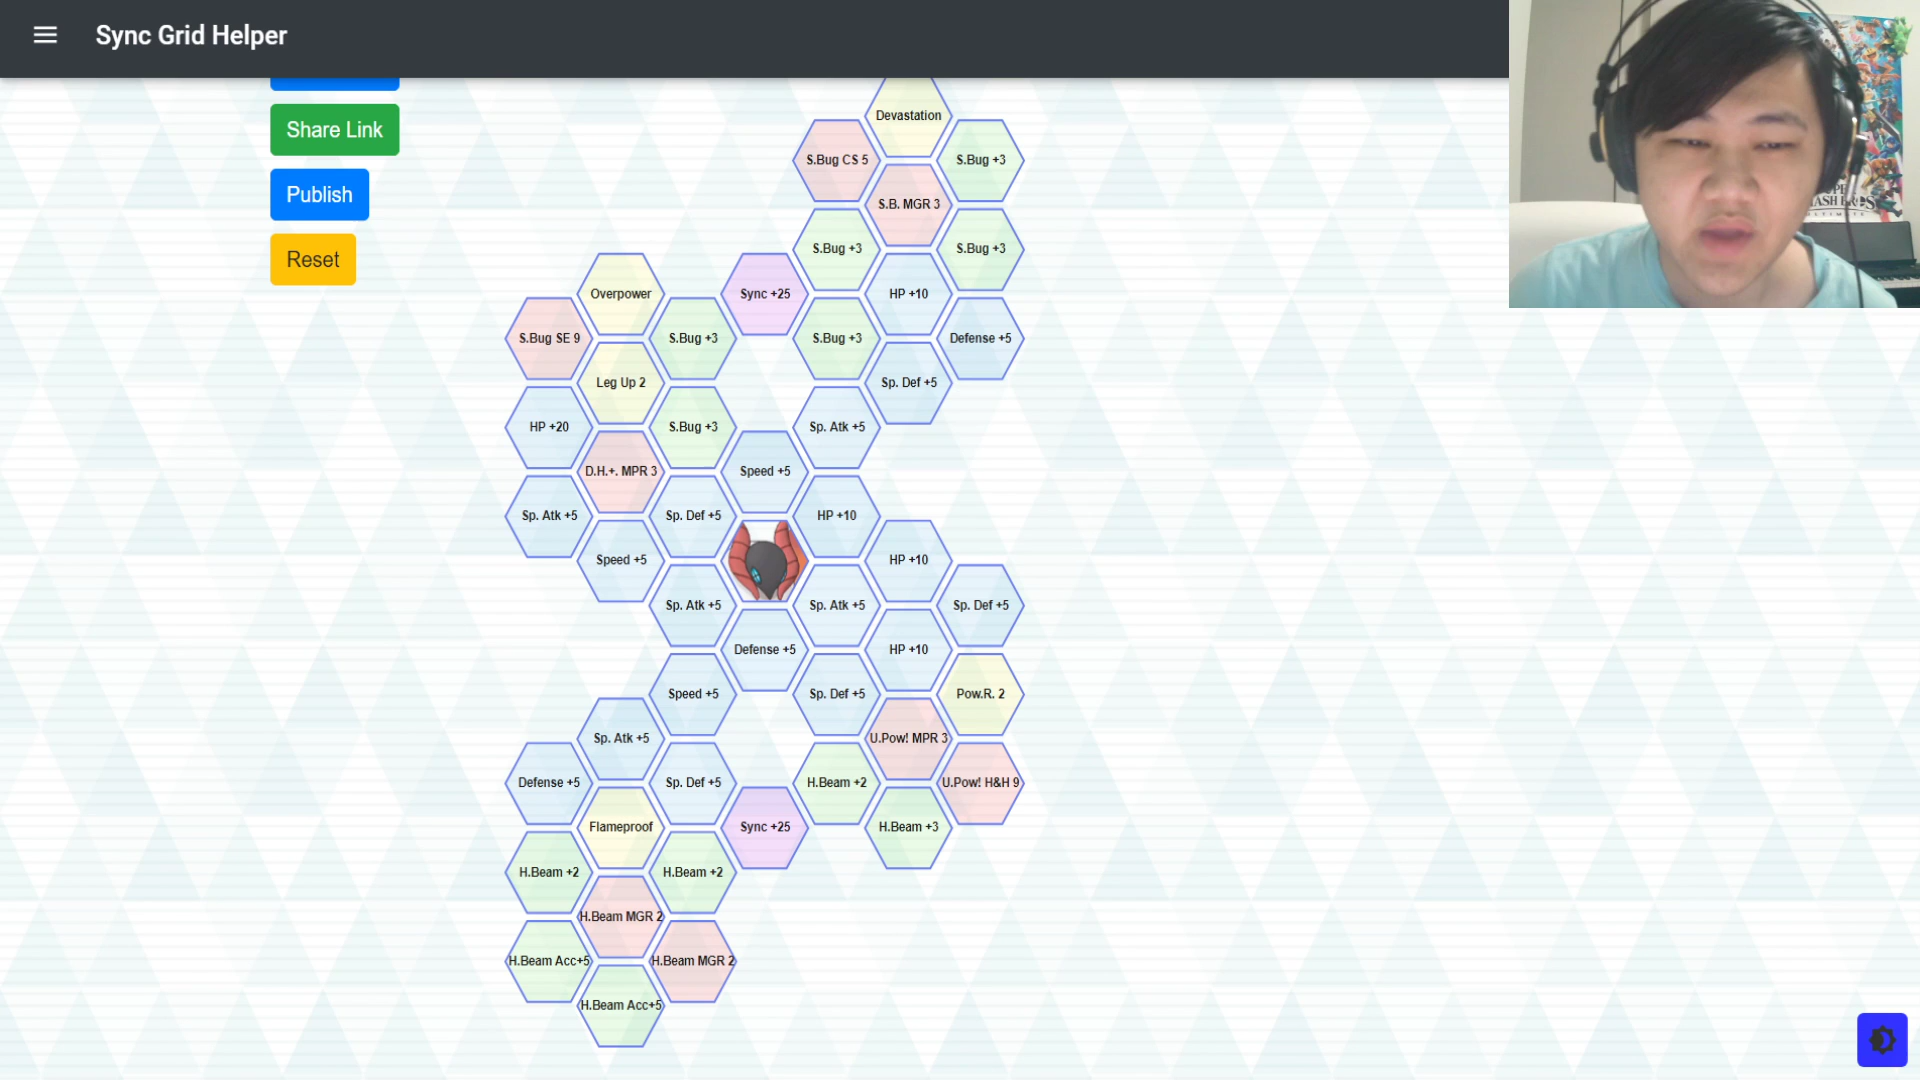 Sync Grid Helper
Share Link
Publish
Reset
Devastation
S.Bug CS 5
S.Bug +3
S.B. MGR 3
S.Bug +3
S.Bug +3
Overpower
Sync +25
HP +10
S.Bug SE 9
S.Bug +3
S.Bug +3
Defense +5
Leg Up 2
Sp. Def +5
HP +20
S.Bug +3
Sp. Atk +5
D.H.+. MPR 3
Speed +5
Sp. Atk +5
Sp. Def +5
HP +10
Speed +5
HP +10
Sp. Atk +5
Sp. Atk +5
Sp. Def +5
Defense +5
HP +10
Speed +5
Sp. Def +5
Pow.R. 2
Sp. Atk +5
U.Pow! MPR 3
Defense +5
Sp. Def +5
H.Beam +2
U.Pow! H&H 9
Flameproof
Sync +25
H.Beam +3
H.Beam +2
H.Beam +2
H.Beam MGR 2
H.Beam Acc+5
H.Beam MGR 2
H.Beam Acc+5